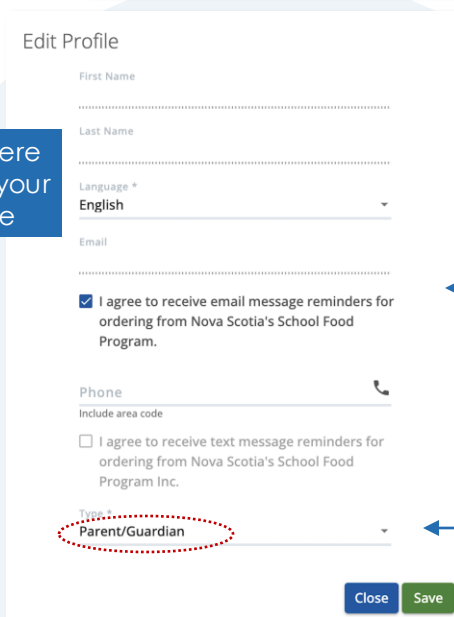 Edit Profile
First Name
Last Name
ere
your
e
Language *
English
Email
I agree to receive email message reminders for
ordering from Nova Scotia's School Food
Program.
Phone
Include area code
I agree to receive text message reminders for
ordering from Nova Scotia's School Food
Program Inc.
Type *
Parent/Guardian
Close
Save